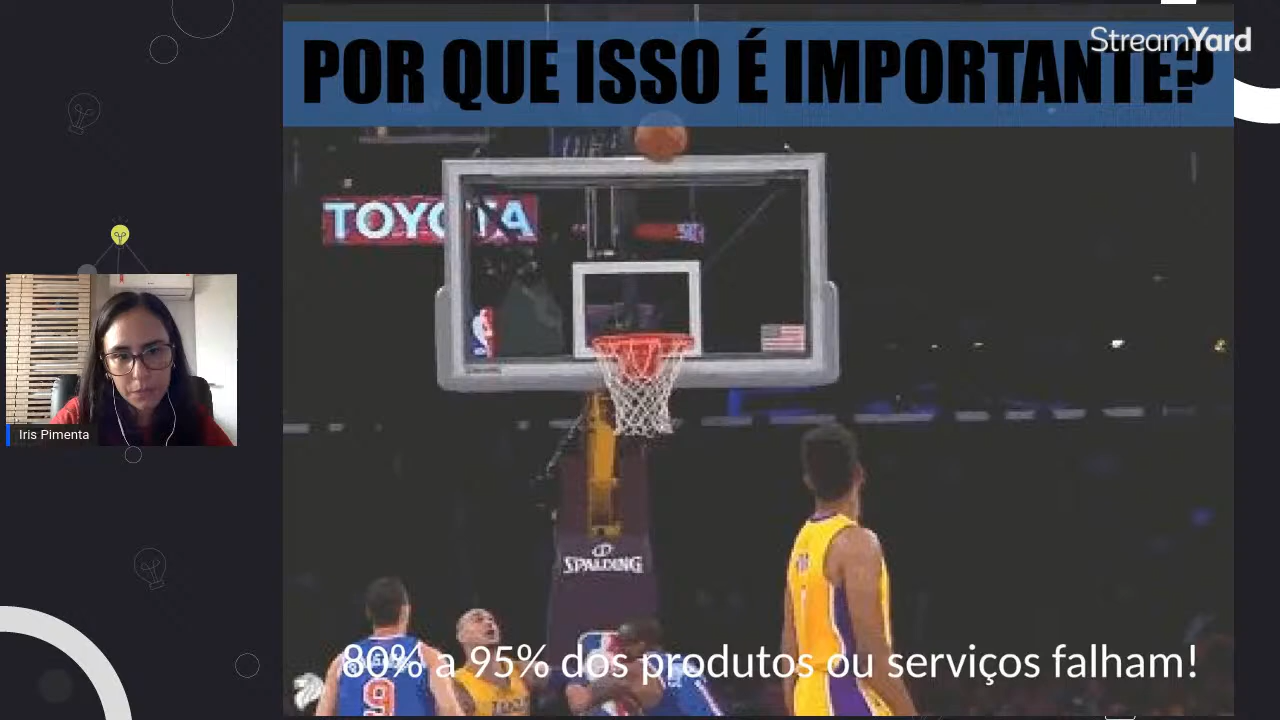 POR QUE ISSO É IMPORTANTE?
StreamYard
TOYOTA
Iris Pimenta
SPALDING
9
80% a 95% dos produtos ou serviços falham!